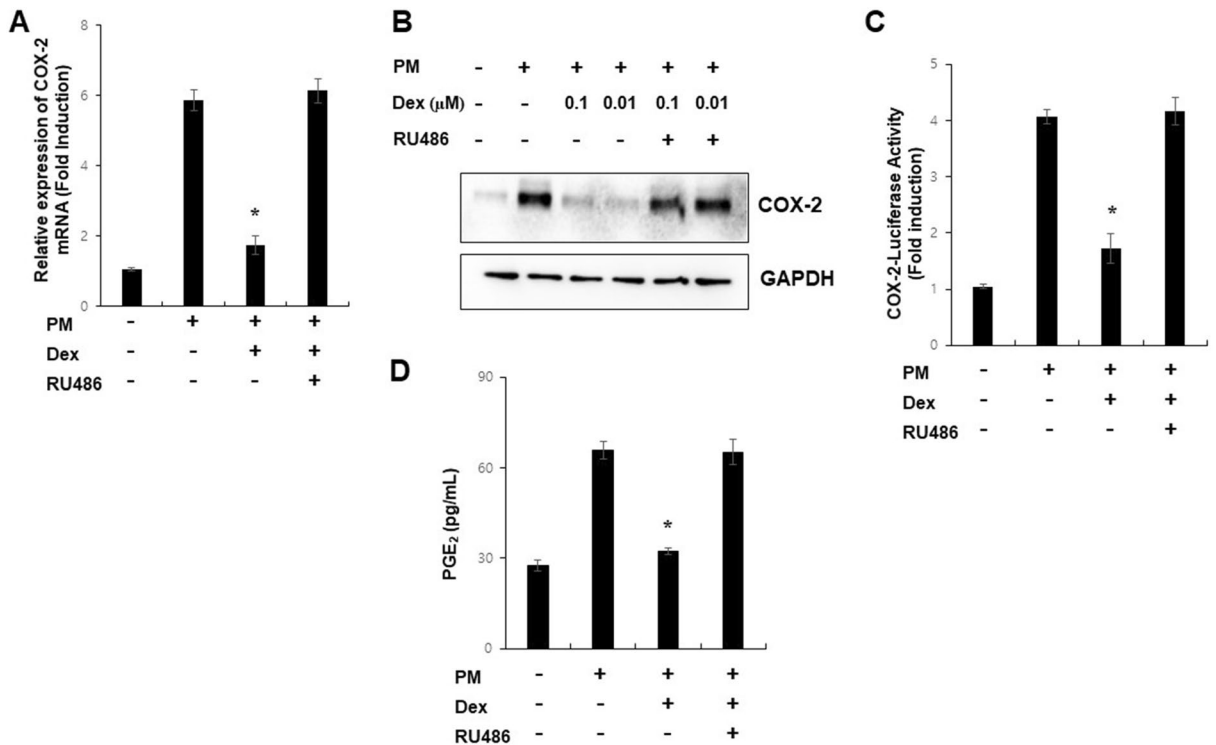 A
Relative expression of COX-2
mRNA (Fold Induction)
8
6
4
2
0
PM - + + +
Dex - - + +
RU486 - - - +
*
B
PM - + + + + +
Dex (μM) - - 0.1 0.01 0.1 0.01
RU486 - - + +
COX-2
GAPDH
C
COX-2-Luciferase Activity
(Fold induction)
5
4
3
2
1
0
*
PM - + + +
Dex - - + +
RU486 - - - +
D
PGE₂ (pg/mL)
90
60
30
0
*
PM - + + +
Dex - - + +
RU486 - - - +